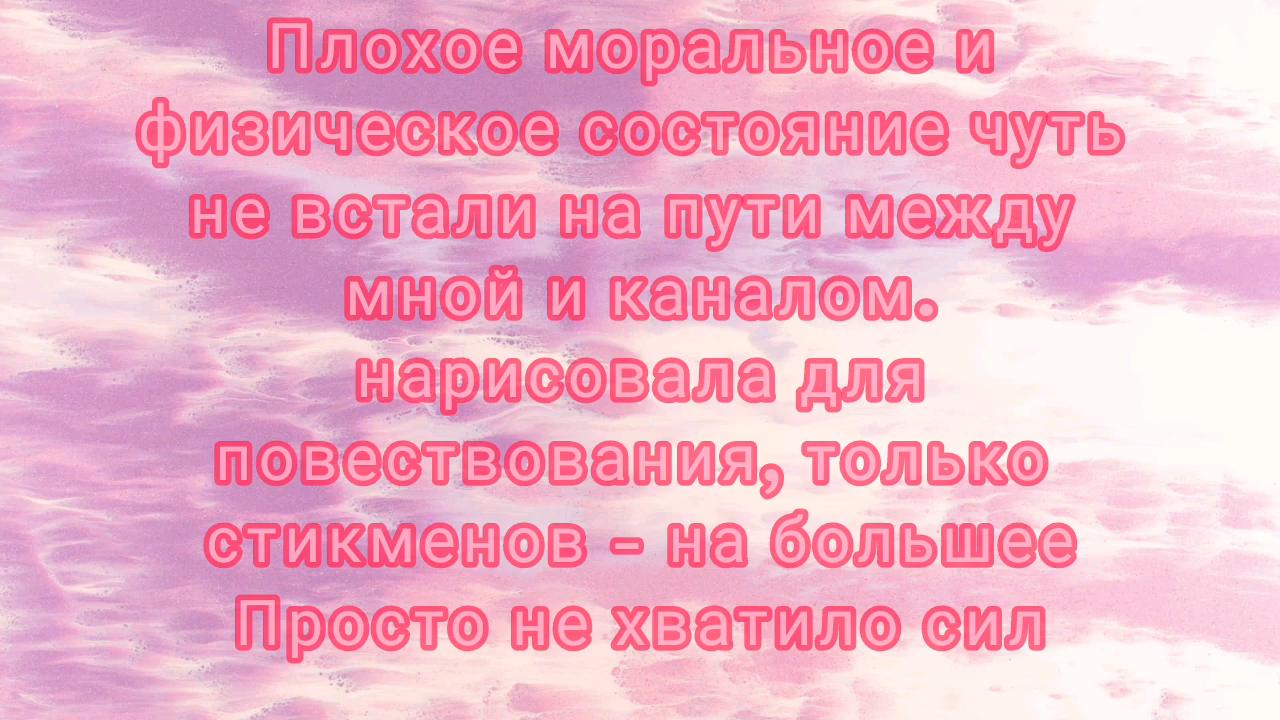 Плохое моральное и
физическое состояние чуть
не встали на пути между
мной и каналом.
нарисовала для
повествования, только
стикменов - на большее
Просто не хватило сил